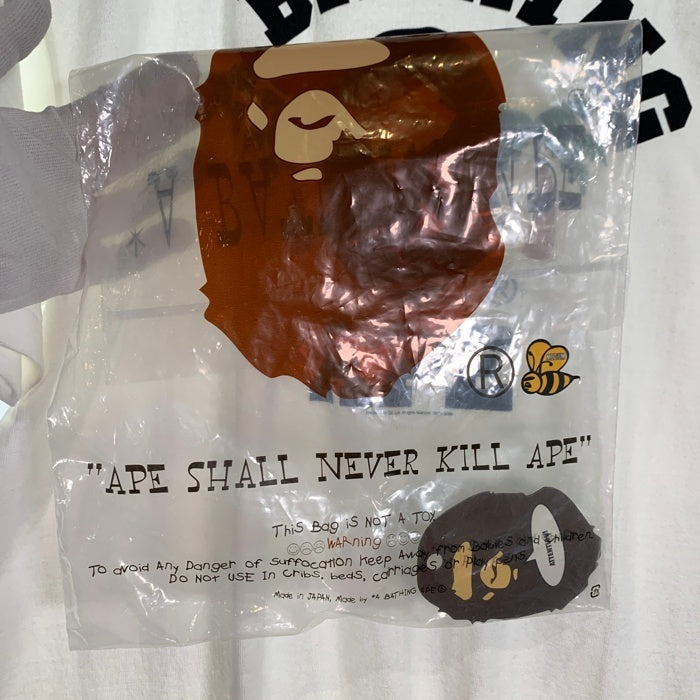 BATHING
®
"APE SHALL NEVER KILL APE"
This Bag is NOT A TOY
WARNING
To avoid Any Danger of suffocation Keep Away from Babies and children.
Do NOT USE In Cribs, beds, carriages or Play pens.
Made in JAPAN, Made by *A BATHING APE®
ATTENTION